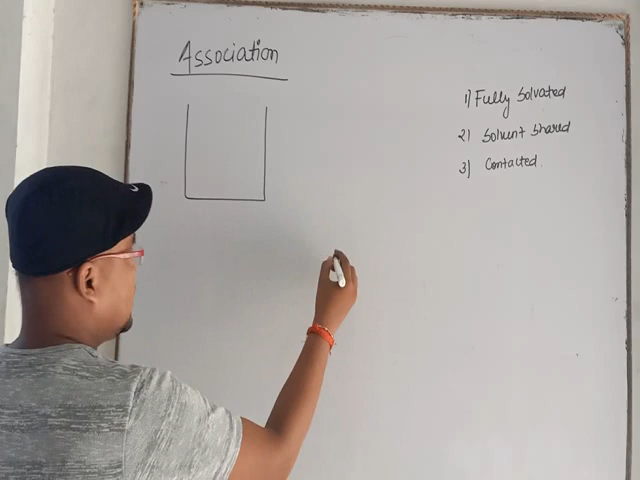 Association
1) Fully Solvated
2) Solvent Shared
3) Contacted.